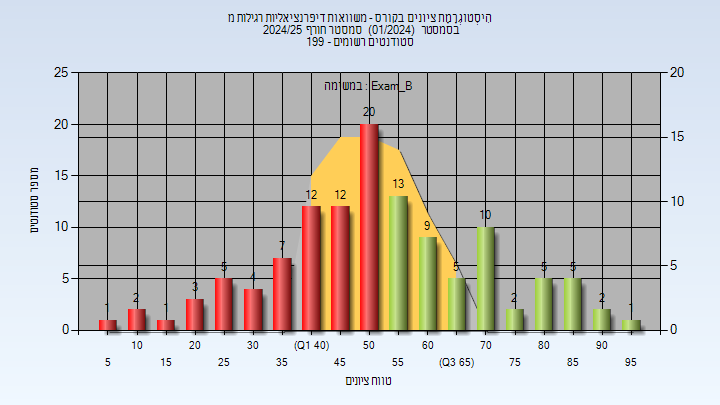 היסטוגרמת ציונים בקורס - משוואות דיפרנציאליות רגילות מ
בסמסטר (01/2024) סמסטר חורף 2024/25
סטודנטים רשומים - 199
במשימה : Exam_B
25 20 15 10 5 0
מספר סטודנטים
20 15 10 5 0
1 2 1 3 5 4 7 12 12 20 13 9 5 10 2 5 5 2 1
10 20 30 (Q1 40) 50 60 70 80 90
5 15 25 35 45 55 (Q3 65) 75 85 95
טווח ציונים